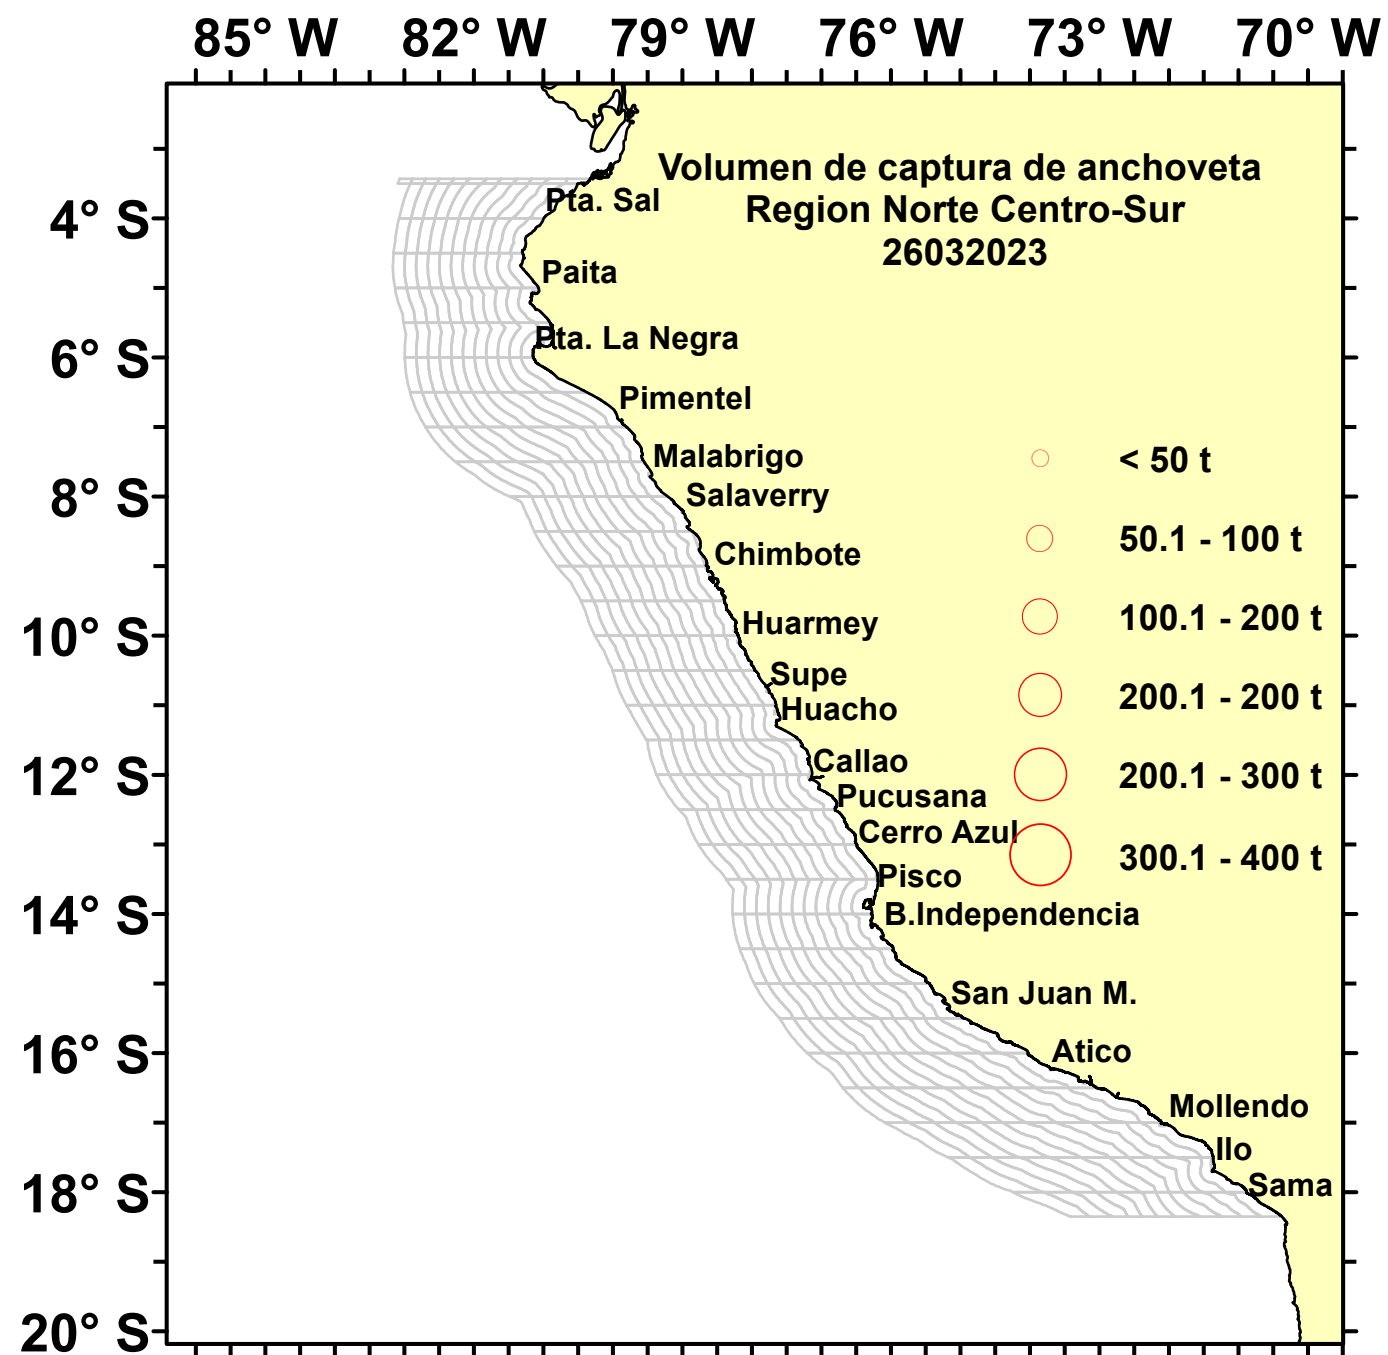 85° W 82° W 79° W 76° W 73° W 70° W
Volumen de captura de anchoveta
Region Norte Centro-Sur
26032023
4° S
6° S
8° S
10° S
12° S
14° S
16° S
18° S
20° S
Pta. Sal
Paita
Pta. La Negra
Pimentel
Malabrigo
Salaverry
Chimbote
Huarmey
Supe
Huacho
Callao
Pucusana
Cerro Azul
Pisco
B.Independencia
San Juan M.
Atico
Mollendo
Ilo
Sama
< 50 t
50.1 - 100 t
100.1 - 200 t
200.1 - 200 t
200.1 - 300 t
300.1 - 400 t